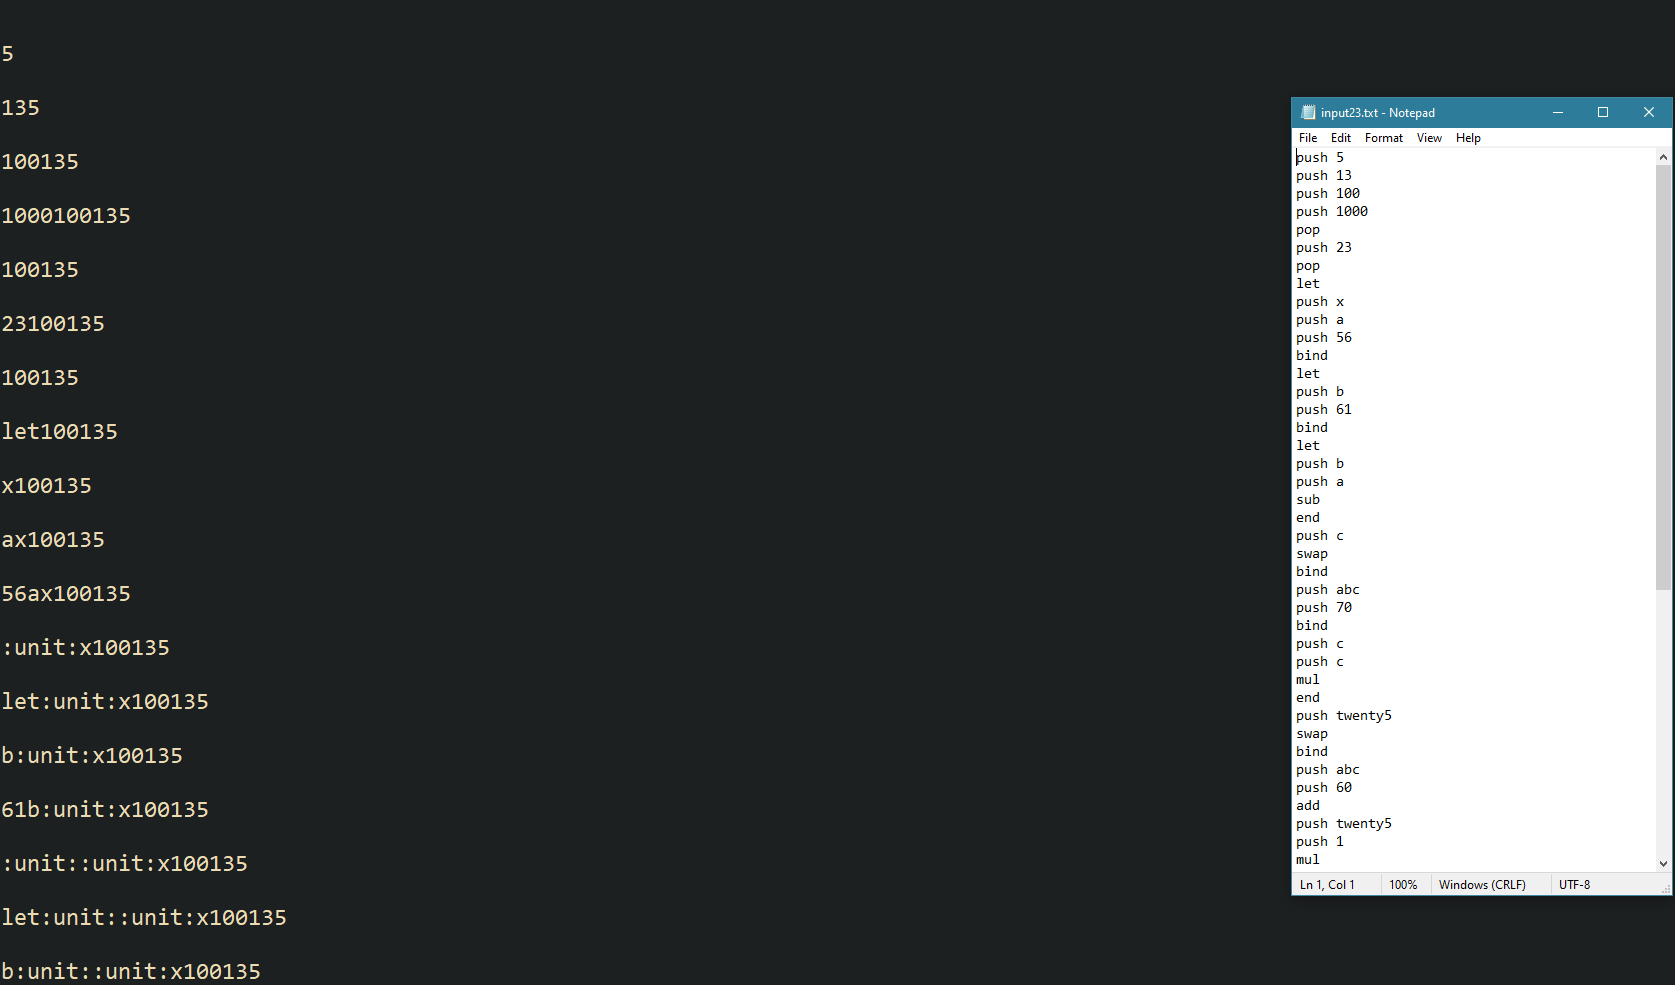 5
135
100135
1000100135
100135
23100135
100135
let100135
x100135
ax100135
56ax100135
:unit:x100135
let:unit:x100135
b:unit:x100135
61b:unit:x100135
:unit::unit:x100135
let:unit::unit:x100135
b:unit::unit:x100135
input23.txt - Notepad
File Edit Format View Help
push 5
push 13
push 100
push 1000
pop
push 23
pop
let
push x
push a
push 56
bind
let
push b
push 61
bind
let
push b
push a
sub
end
push c
swap
bind
push abc
push 70
bind
push c
push c
mul
end
push twenty5
swap
bind
push abc
push 60
add
push twenty5
push 1
mul
Ln 1, Col 1 100% Windows (CRLF) UTF-8